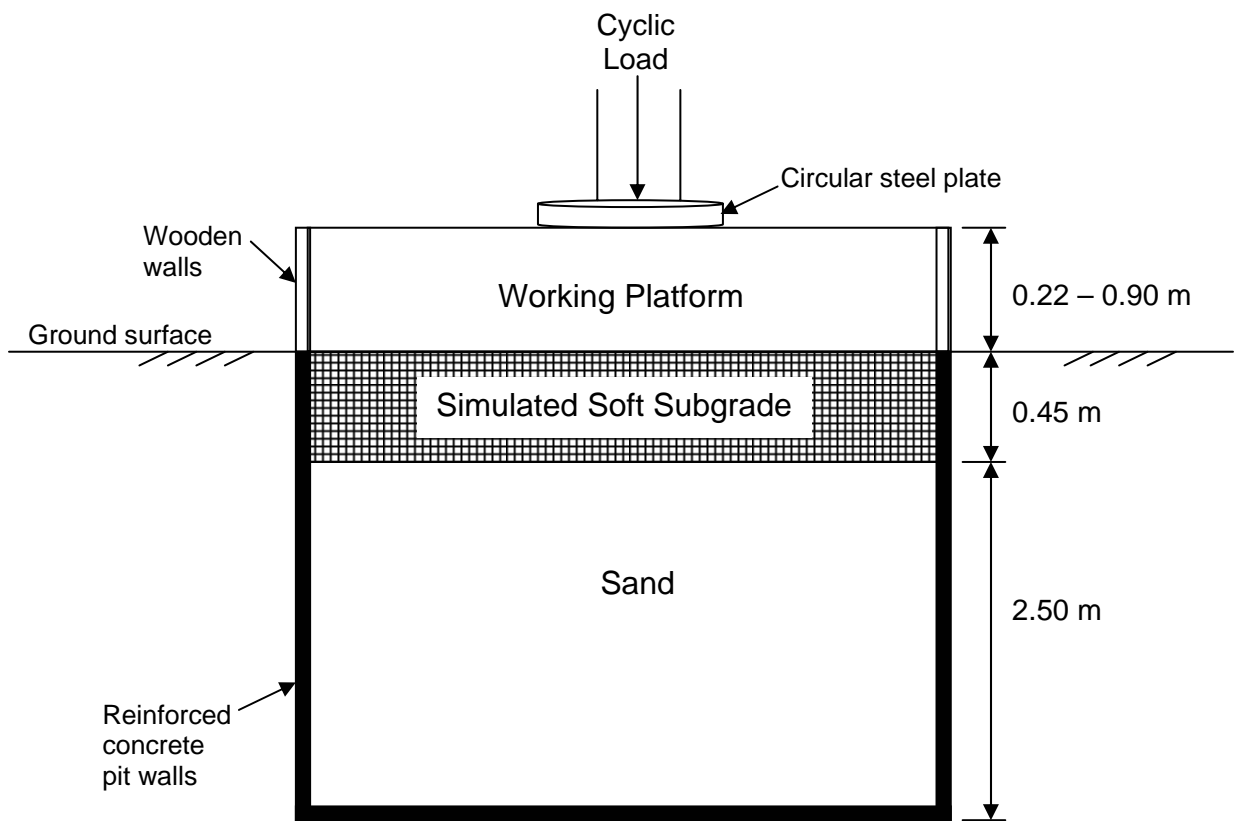 Cyclic
Load
Circular steel plate
Wooden
walls
Working Platform
0.22 – 0.90 m
Ground surface
Simulated Soft Subgrade
0.45 m
Sand
2.50 m
Reinforced
concrete
pit walls